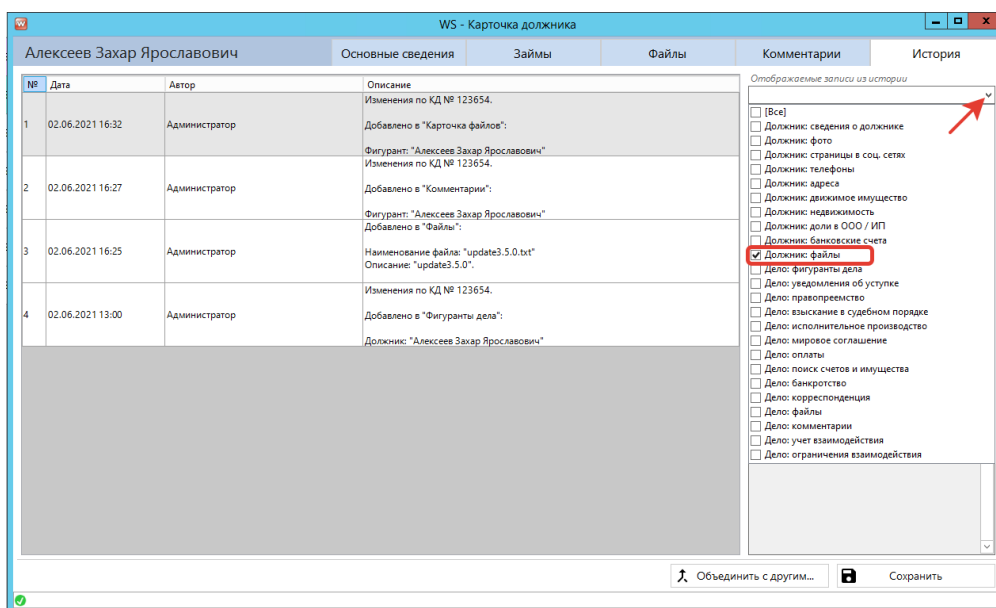 WS - Карточка должника
Алексеев Захар Ярославович
Основные сведения
Займы
Файлы
Комментарии
История
№ Дата Автор Описание
1 02.06.2021 16:32 Администратор
Изменения по КД № 123654.
Добавлено в "Карточка файлов":
Фигурант: "Алексеев Захар Ярославович"
2 02.06.2021 16:27 Администратор
Изменения по КД № 123654.
Добавлено в "Комментарии":
Фигурант: "Алексеев Захар Ярославович"
3 02.06.2021 16:25 Администратор
Добавлено в "Файлы":
Наименование файла: "update3.5.0.txt"
Описание: "update3.5.0".
4 02.06.2021 13:00 Администратор
Изменения по КД № 123654.
Добавлено в "Фигуранты дела":
Должник: "Алексеев Захар Ярославович"
Отображаемые записи из истории
[Все]
Должник: сведения о должнике
Должник: фото
Должник: страницы в соц. сетях
Должник: телефоны
Должник: адреса
Должник: движимое имущество
Должник: недвижимость
Должник: доли в ООО / ИП
Должник: банковские счета
Должник: файлы
Дело: фигуранты дела
Дело: уведомления об уступке
Дело: правопреемство
Дело: взыскание в судебном порядке
Дело: исполнительное производство
Дело: мировое соглашение
Дело: оплаты
Дело: поиск счетов и имущества
Дело: банкротство
Дело: корреспонденция
Дело: файлы
Дело: комментарии
Дело: учет взаимодействия
Дело: ограничения взаимодействия
Объединить с другим...
Сохранить